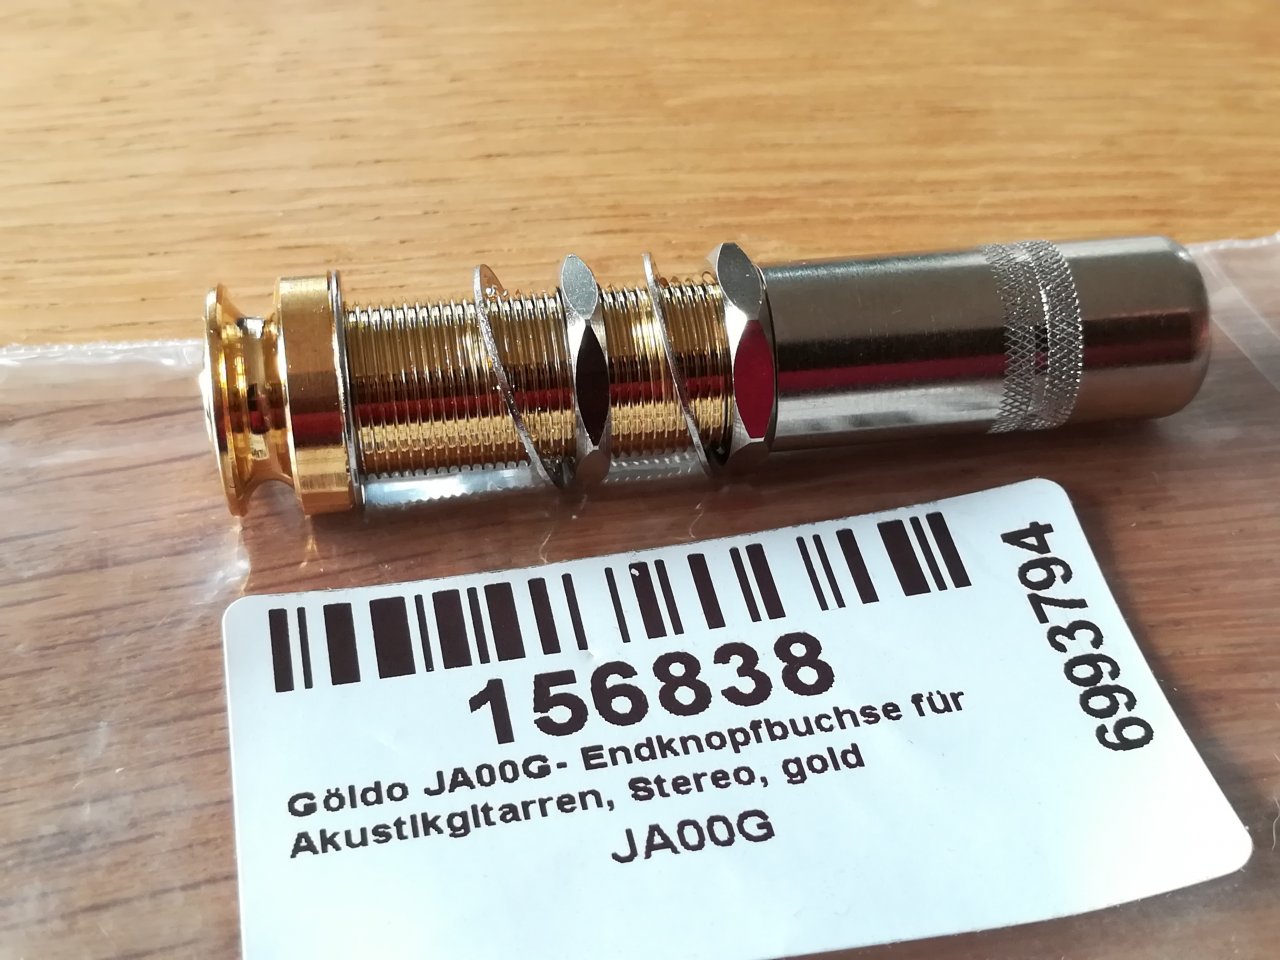 156838
Göldo JA00G- Endknopfbuchse für
Akustikgitarren, Stereo, gold
JA00G
6993794